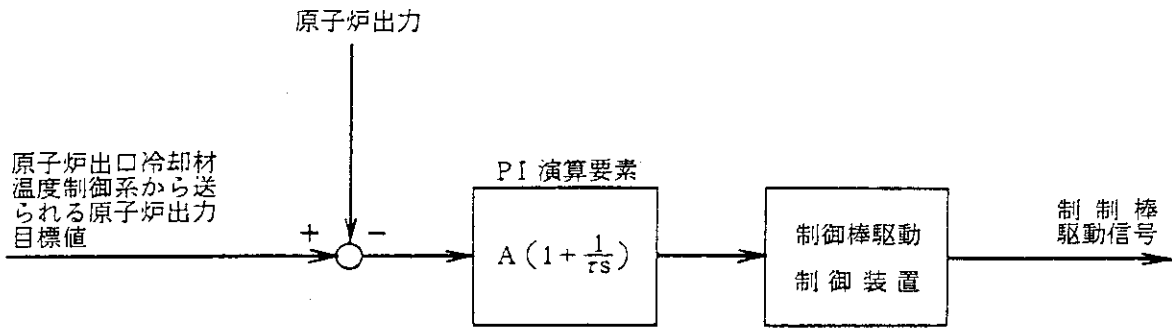 原子炉出力
原子炉出口冷却材
温度制御系から送
られる原子炉出力
目標値
+
−
PI 演算要素
A(1+1/τs)
制御棒駆動
制御装置
制制棒
駆動信号